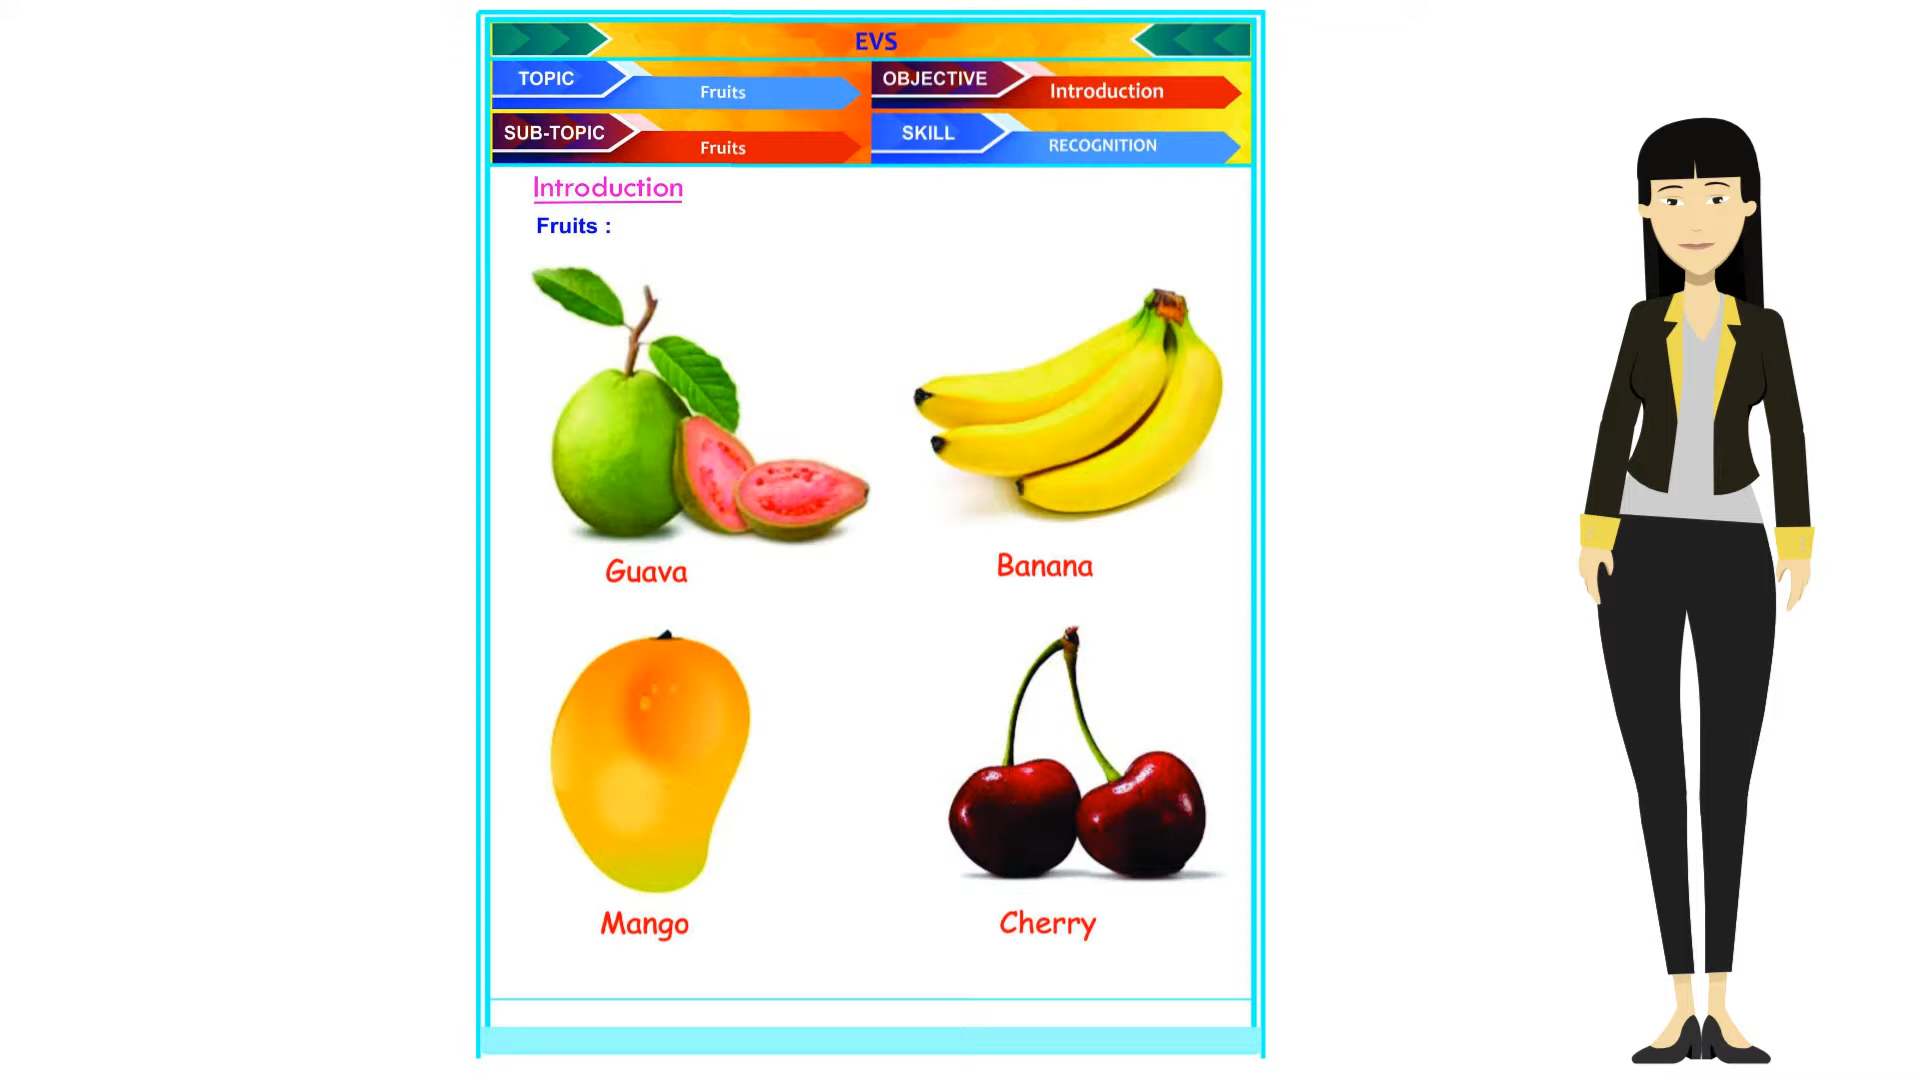 EVS
TOPIC
Fruits
OBJECTIVE
Introduction
SUB-TOPIC
Fruits
SKILL
RECOGNITION
Introduction
Fruits :
Guava
Banana
Mango
Cherry